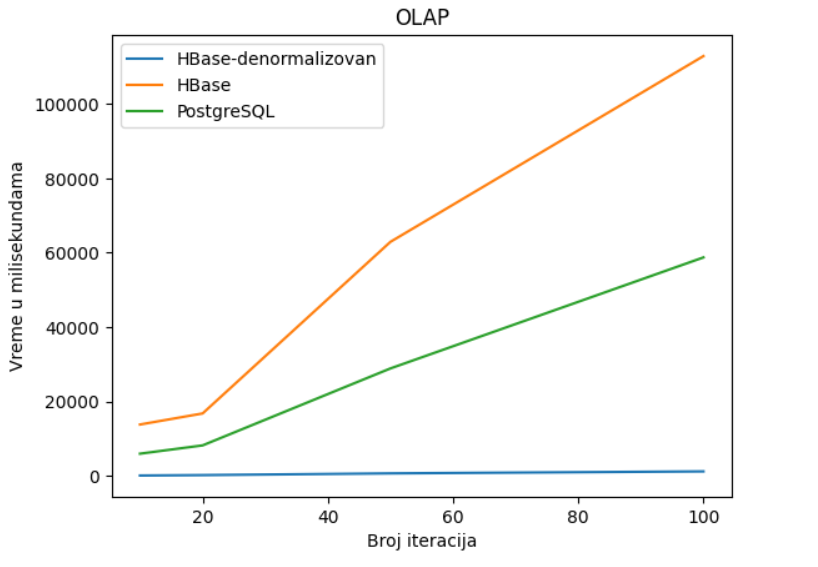 OLAP
HBase-denormalizovan
HBase
PostgreSQL
Vreme u milisekundama
100000
80000
60000
40000
20000
0
20 40 60 80 100
Broj iteracija